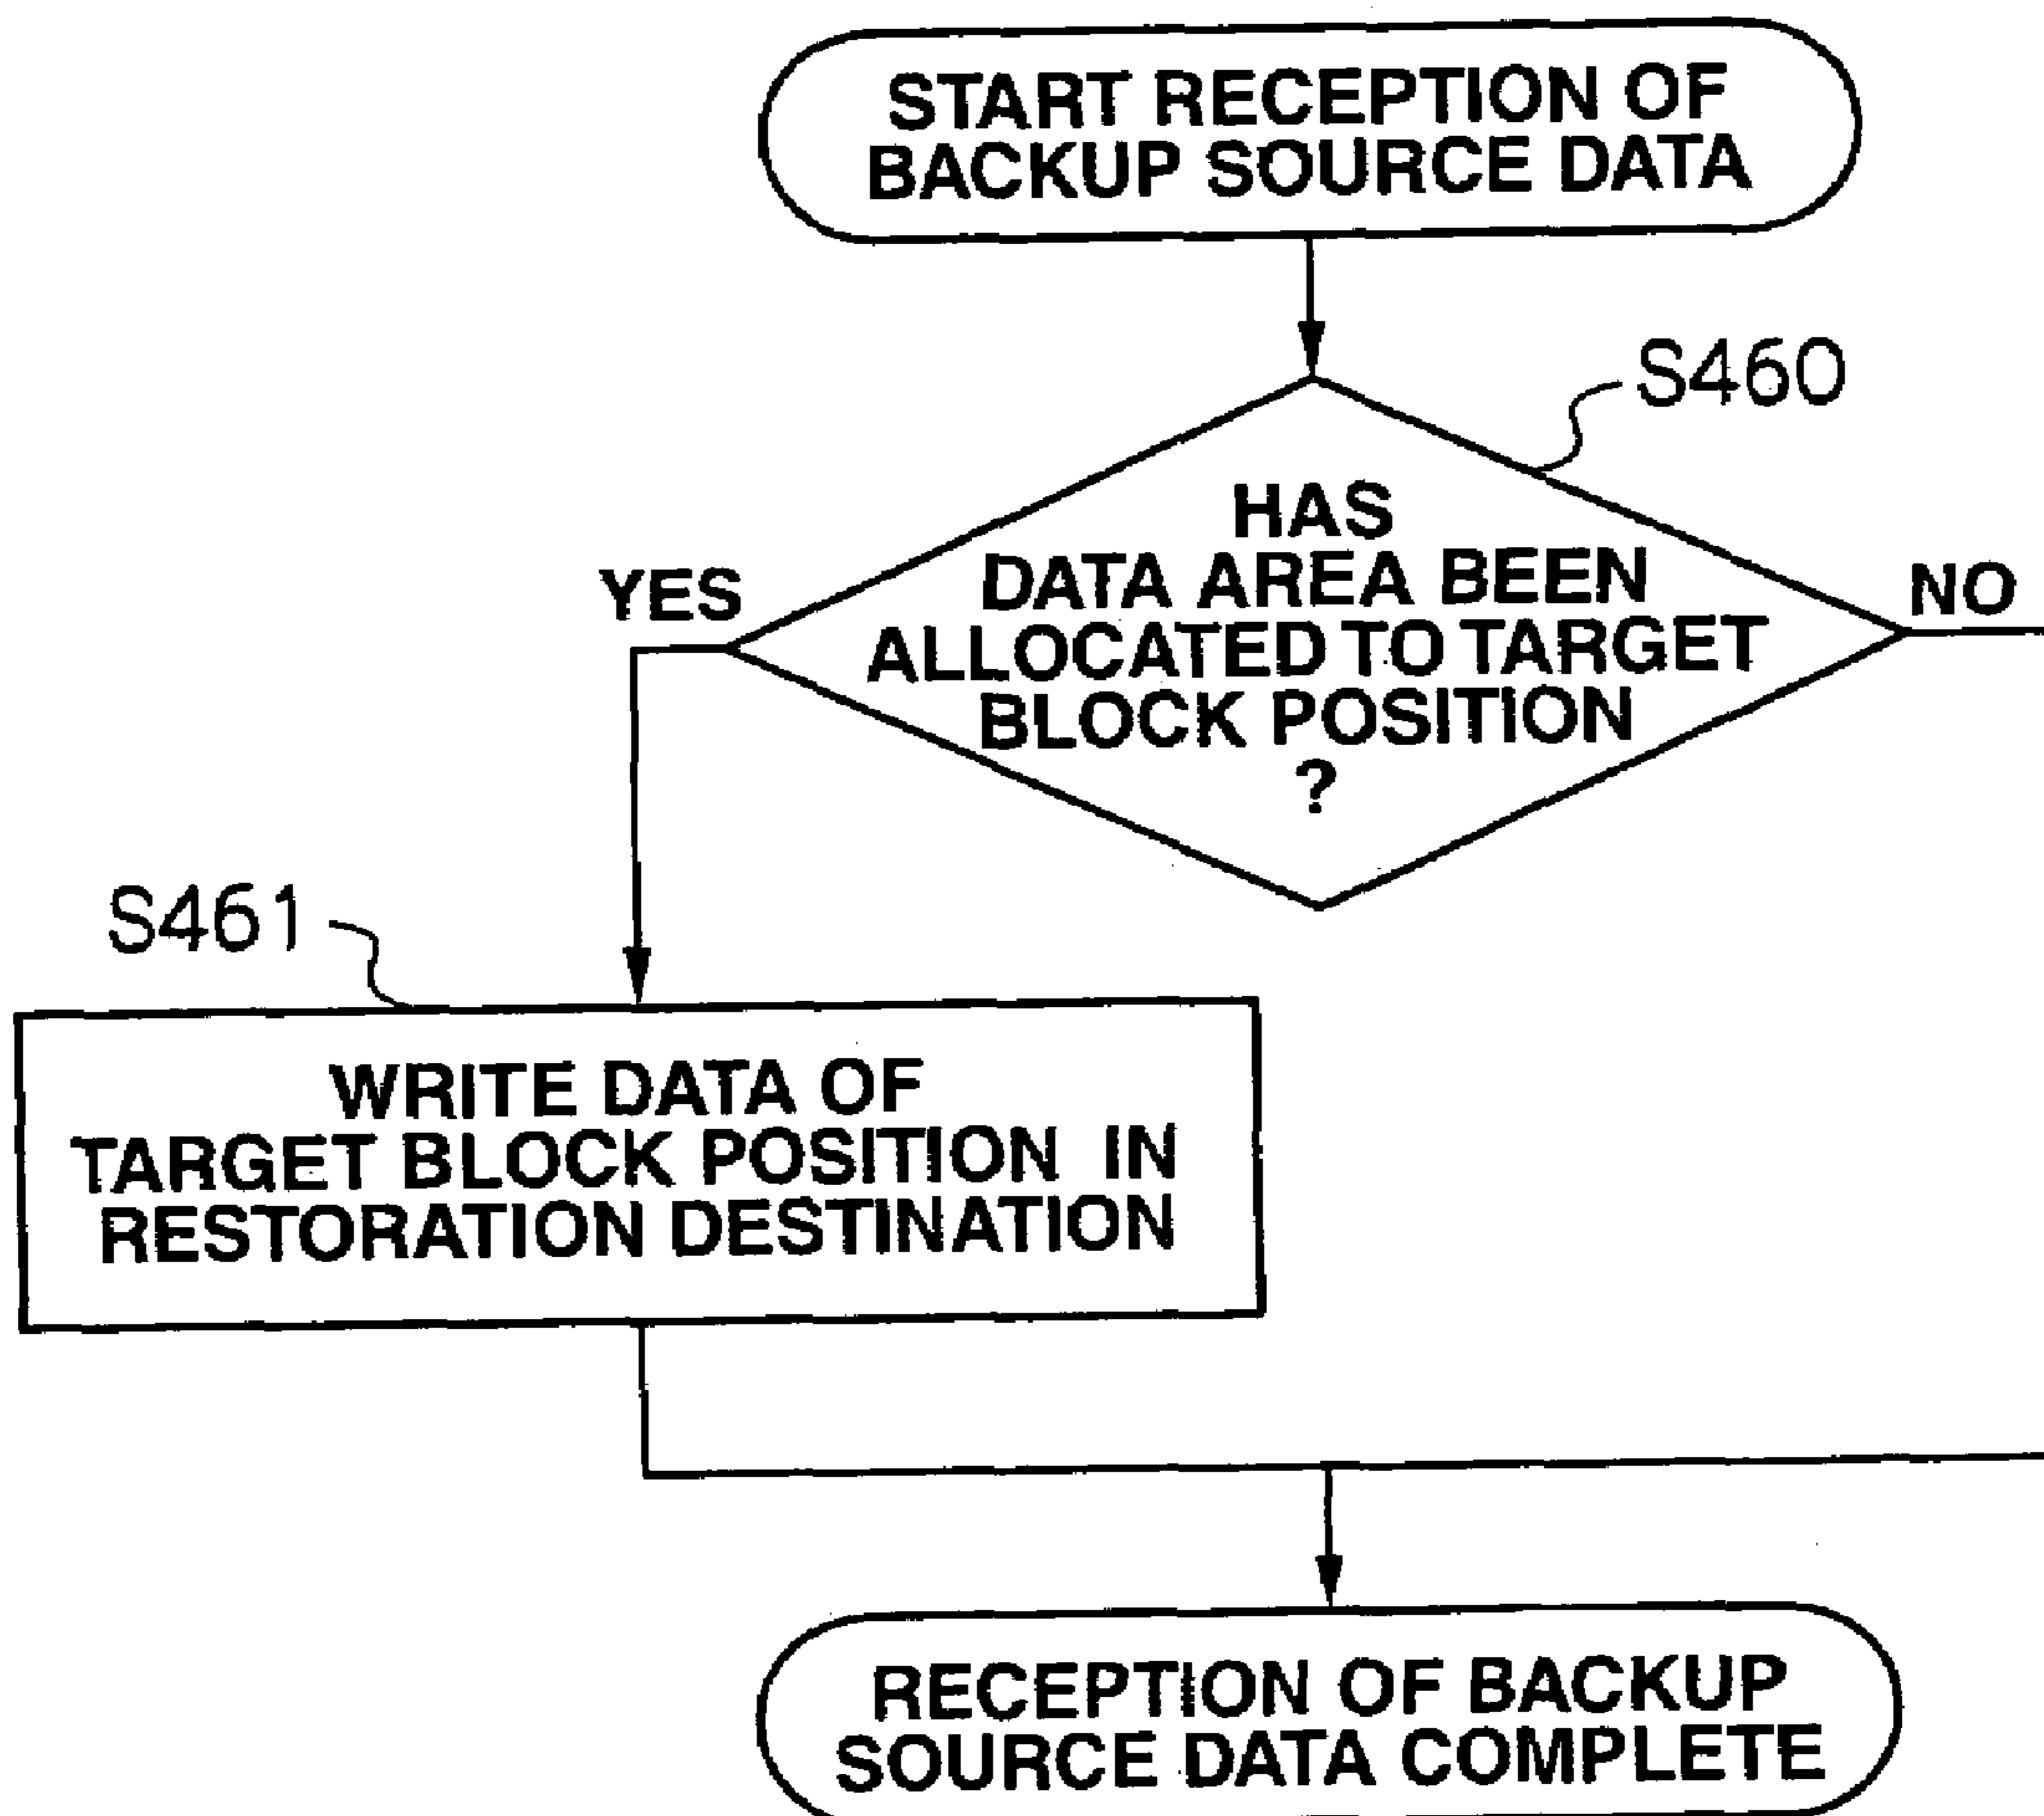 START RECEPTION OF
BACKUP SOURCE DATA
S460
HAS
DATA AREA BEEN
ALLOCATED TO TARGET
BLOCK POSITION
?
YES
NO
S461
WRITE DATA OF
TARGET BLOCK POSITION IN
RESTORATION DESTINATION
RECEPTION OF BACKUP
SOURCE DATA COMPLETE